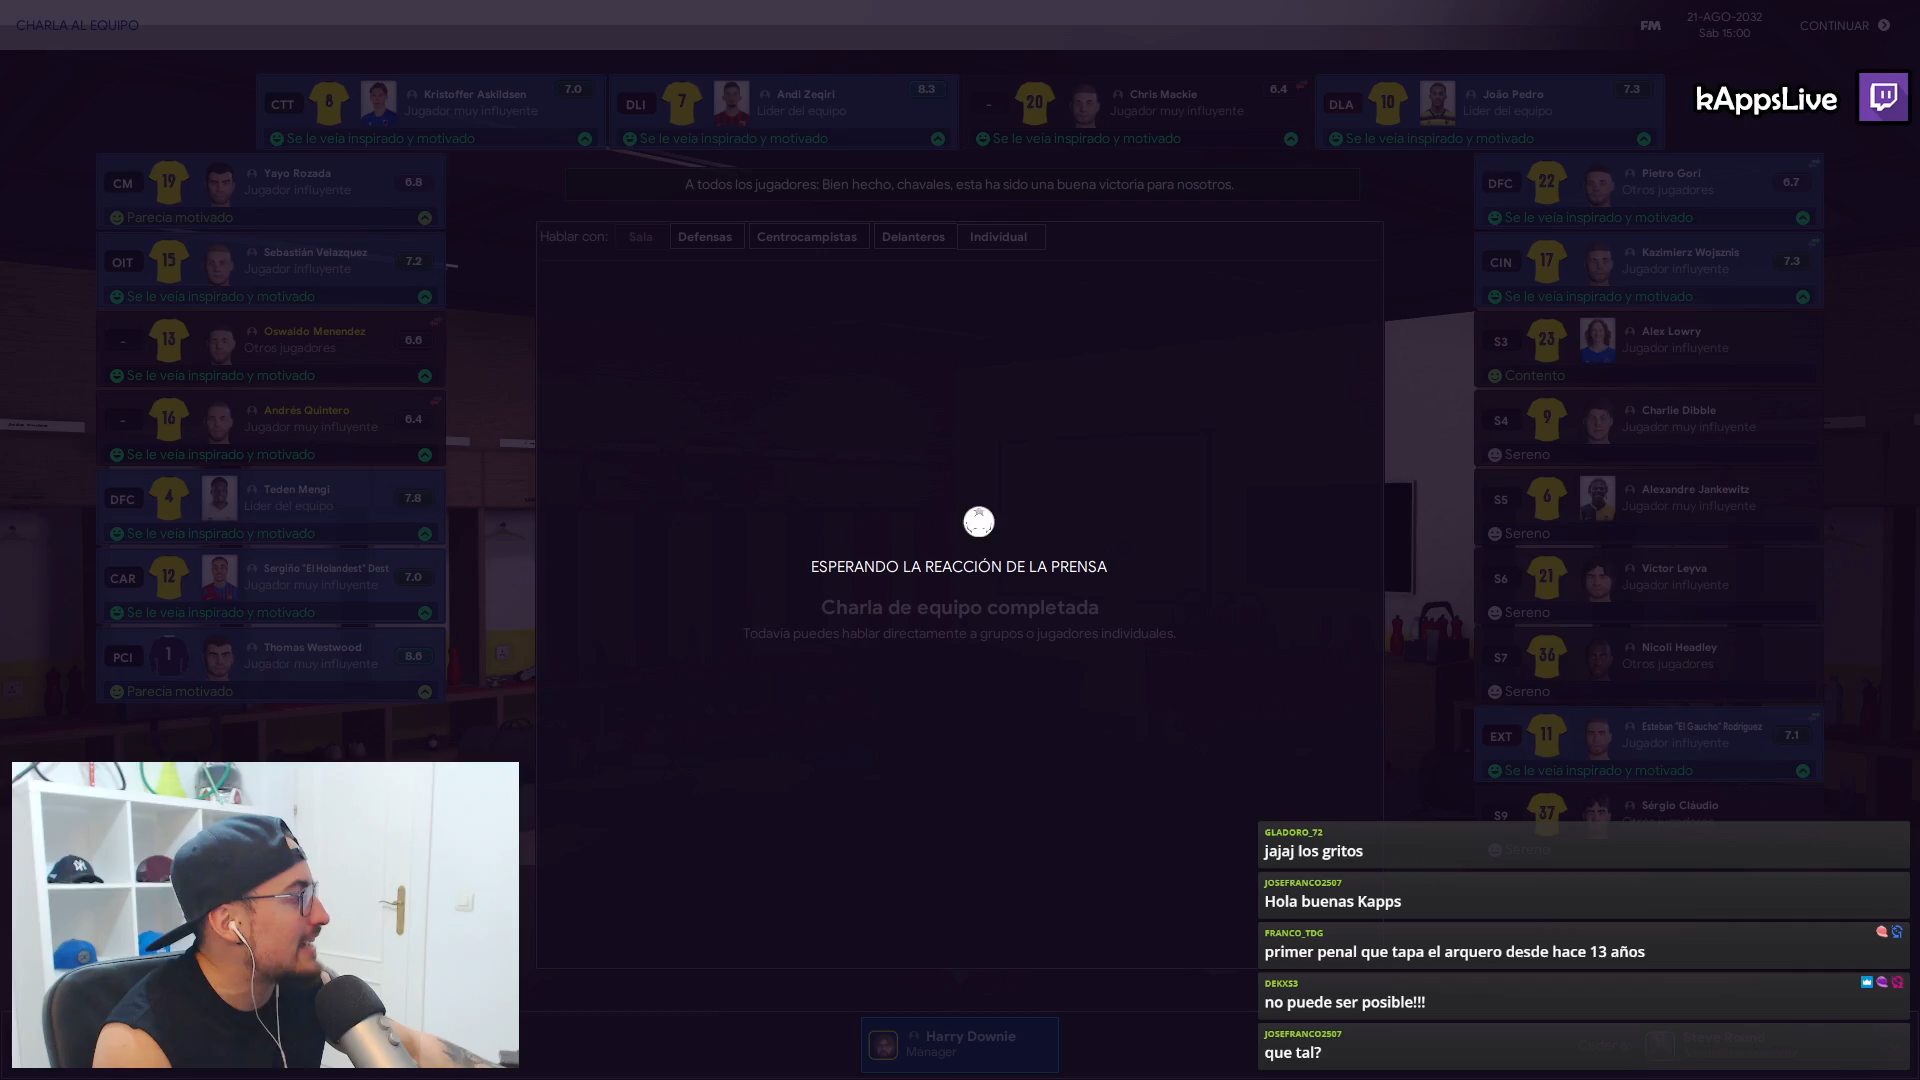 CHARLA AL EQUIPO
FM
21-AGO-2032
Sáb 15:00
CONTINUAR
kAppsLive
CTT
8
Kristoffer Askildsen
Jugador muy influyente
7.0
Se le veía inspirado y motivado
DLI
7
Andi Zeqiri
Líder del equipo
8.3
Se le veía inspirado y motivado
-
20
Chris Mackie
Jugador muy influyente
6.4
Se le veía inspirado y motivado
DLA
10
João Pedro
Líder del equipo
7.3
Se le veía inspirado y motivado
CM
19
Yayo Rozada
Jugador influyente
6.8
Parecía motivado
OIT
15
Sebastián Velazquez
Jugador influyente
7.2
Se le veía inspirado y motivado
-
13
Oswaldo Menendez
Otros jugadores
6.6
Se le veía inspirado y motivado
-
16
Andrés Quintero
Jugador muy influyente
6.4
Se le veía inspirado y motivado
DFC
4
Teden Mengi
Líder del equipo
7.8
Se le veía inspirado y motivado
CAR
12
Sergiño "El Holandest" Dest
Jugador muy influyente
7.0
Se le veía inspirado y motivado
PCI
1
Thomas Westwood
Jugador muy influyente
8.6
Parecía motivado
A todos los jugadores: Bien hecho, chavales, esta ha sido una buena victoria para nosotros.
Hablar con:
Sala
Defensas
Centrocampistas
Delanteros
Individual
ESPERANDO LA REACCIÓN DE LA PRENSA
Charla de equipo completada
Todavía puedes hablar directamente a grupos o jugadores individuales.
DFC
22
Pietro Gori
Otros jugadores
6.7
Se le veía inspirado y motivado
CIN
17
Kazimierz Wojsznis
Jugador influyente
7.3
Se le veía inspirado y motivado
S3
23
Alex Lowry
Jugador influyente
Contento
S4
9
Charlie Dibble
Jugador muy influyente
Sereno
S5
6
Alexandre Jankewitz
Jugador muy influyente
Sereno
S6
21
Víctor Leyva
Jugador influyente
Sereno
S7
36
Nicoli Headley
Otros jugadores
Sereno
EXT
11
Esteban "El Gaucho" Rodríguez
Jugador influyente
7.1
Se le veía inspirado y motivado
S9
37
Sérgio Cláudio
Sereno
Harry Downie
Manager
GLADORO_72
jajaj los gritos
JOSEFRANCO2507
Hola buenas Kapps
FRANCO_TDG
primer penal que tapa el arquero desde hace 13 años
DEKXS3
no puede ser posible!!!
JOSEFRANCO2507
que tal?